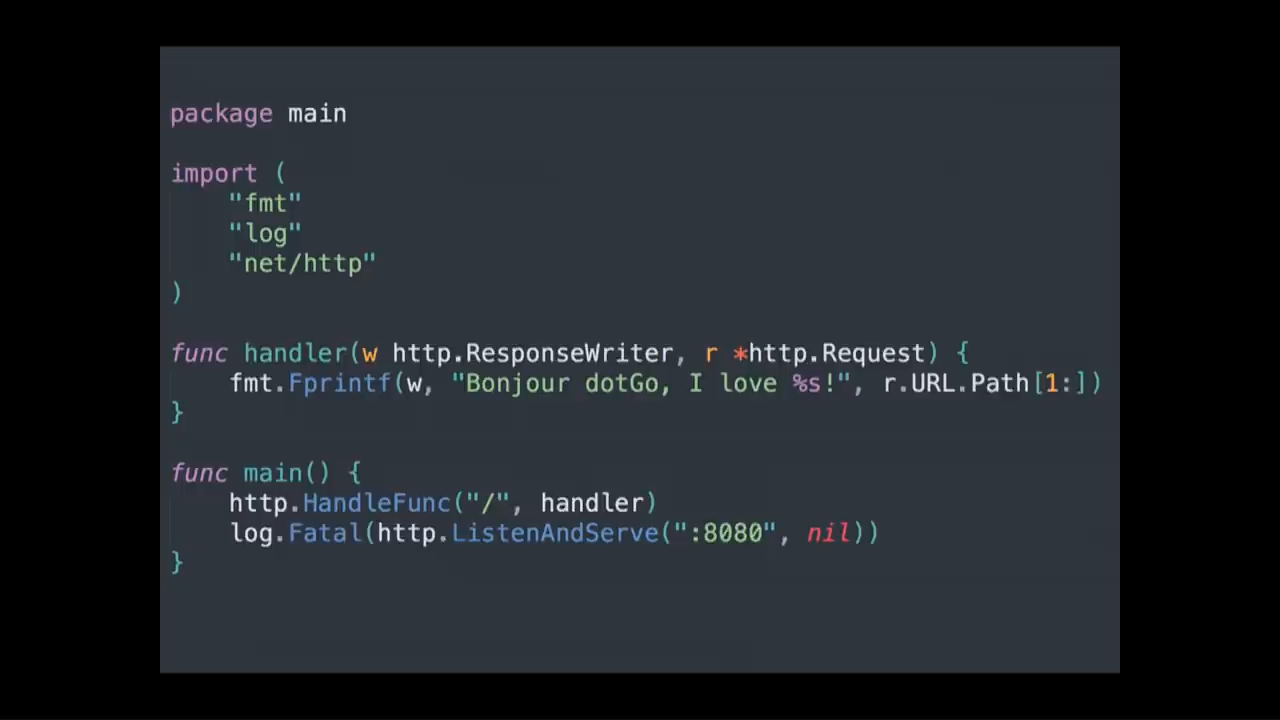 package main
import (
    "fmt"
    "log"
    "net/http"
)
func handler(w http.ResponseWriter, r *http.Request) {
    fmt.Fprintf(w, "Bonjour dotGo, I love %s!", r.URL.Path[1:])
}
func main() {
    http.HandleFunc("/", handler)
    log.Fatal(http.ListenAndServe(":8080", nil))
}